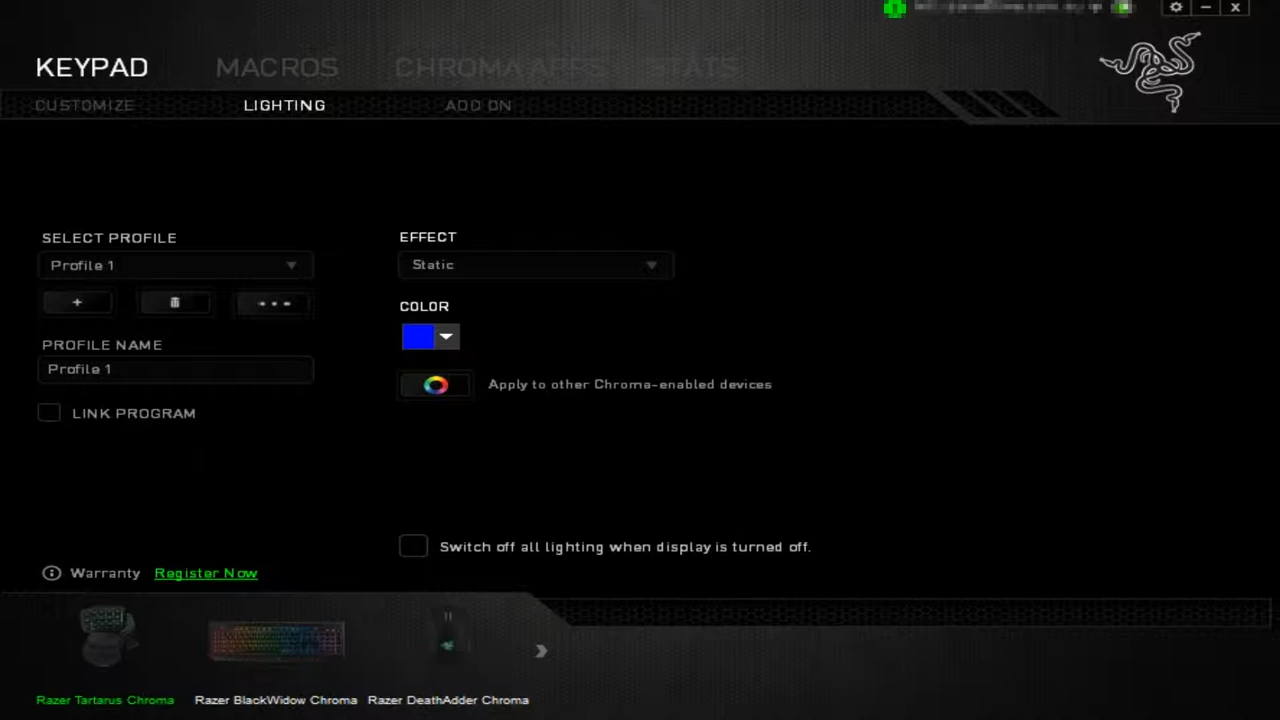 KEYPAD MACROS CHROMA APPS STATS
CUSTOMIZE LIGHTING ADD ON
SELECT PROFILE
Profile 1
+
PROFILE NAME
Profile 1
LINK PROGRAM
EFFECT
Static
COLOR
Apply to other Chroma-enabled devices
Switch off all lighting when display is turned off.
Warranty Register Now
Razer Tartarus Chroma Razer BlackWidow Chroma Razer DeathAdder Chroma